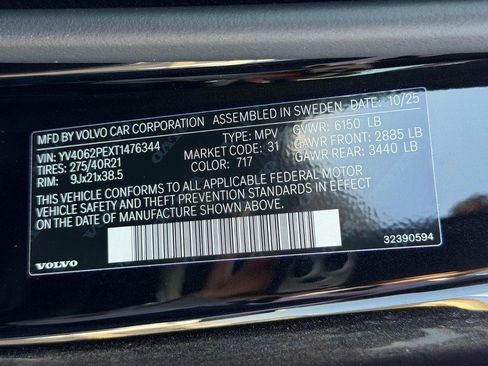 MFD BY VOLVO CAR CORPORATION ASSEMBLED IN SWEDEN DATE: 10/25
VIN: YV4062PEXT1476344 TYPE: MPV GVWR: 6150 LB
TIRES: 275/40R21 MARKET CODE: 31 GAWR FRONT: 2885 LB
RIM: 9Jx21x38.5 COLOR: 717 GAWR REAR: 3440 LB
THIS VEHICLE CONFORMS TO ALL APPLICABLE FEDERAL MOTOR
VEHICLE SAFETY AND THEFT PREVENTION STANDARDS IN EFFECT
ON THE DATE OF MANUFACTURE SHOWN ABOVE.
VOLVO 32390594